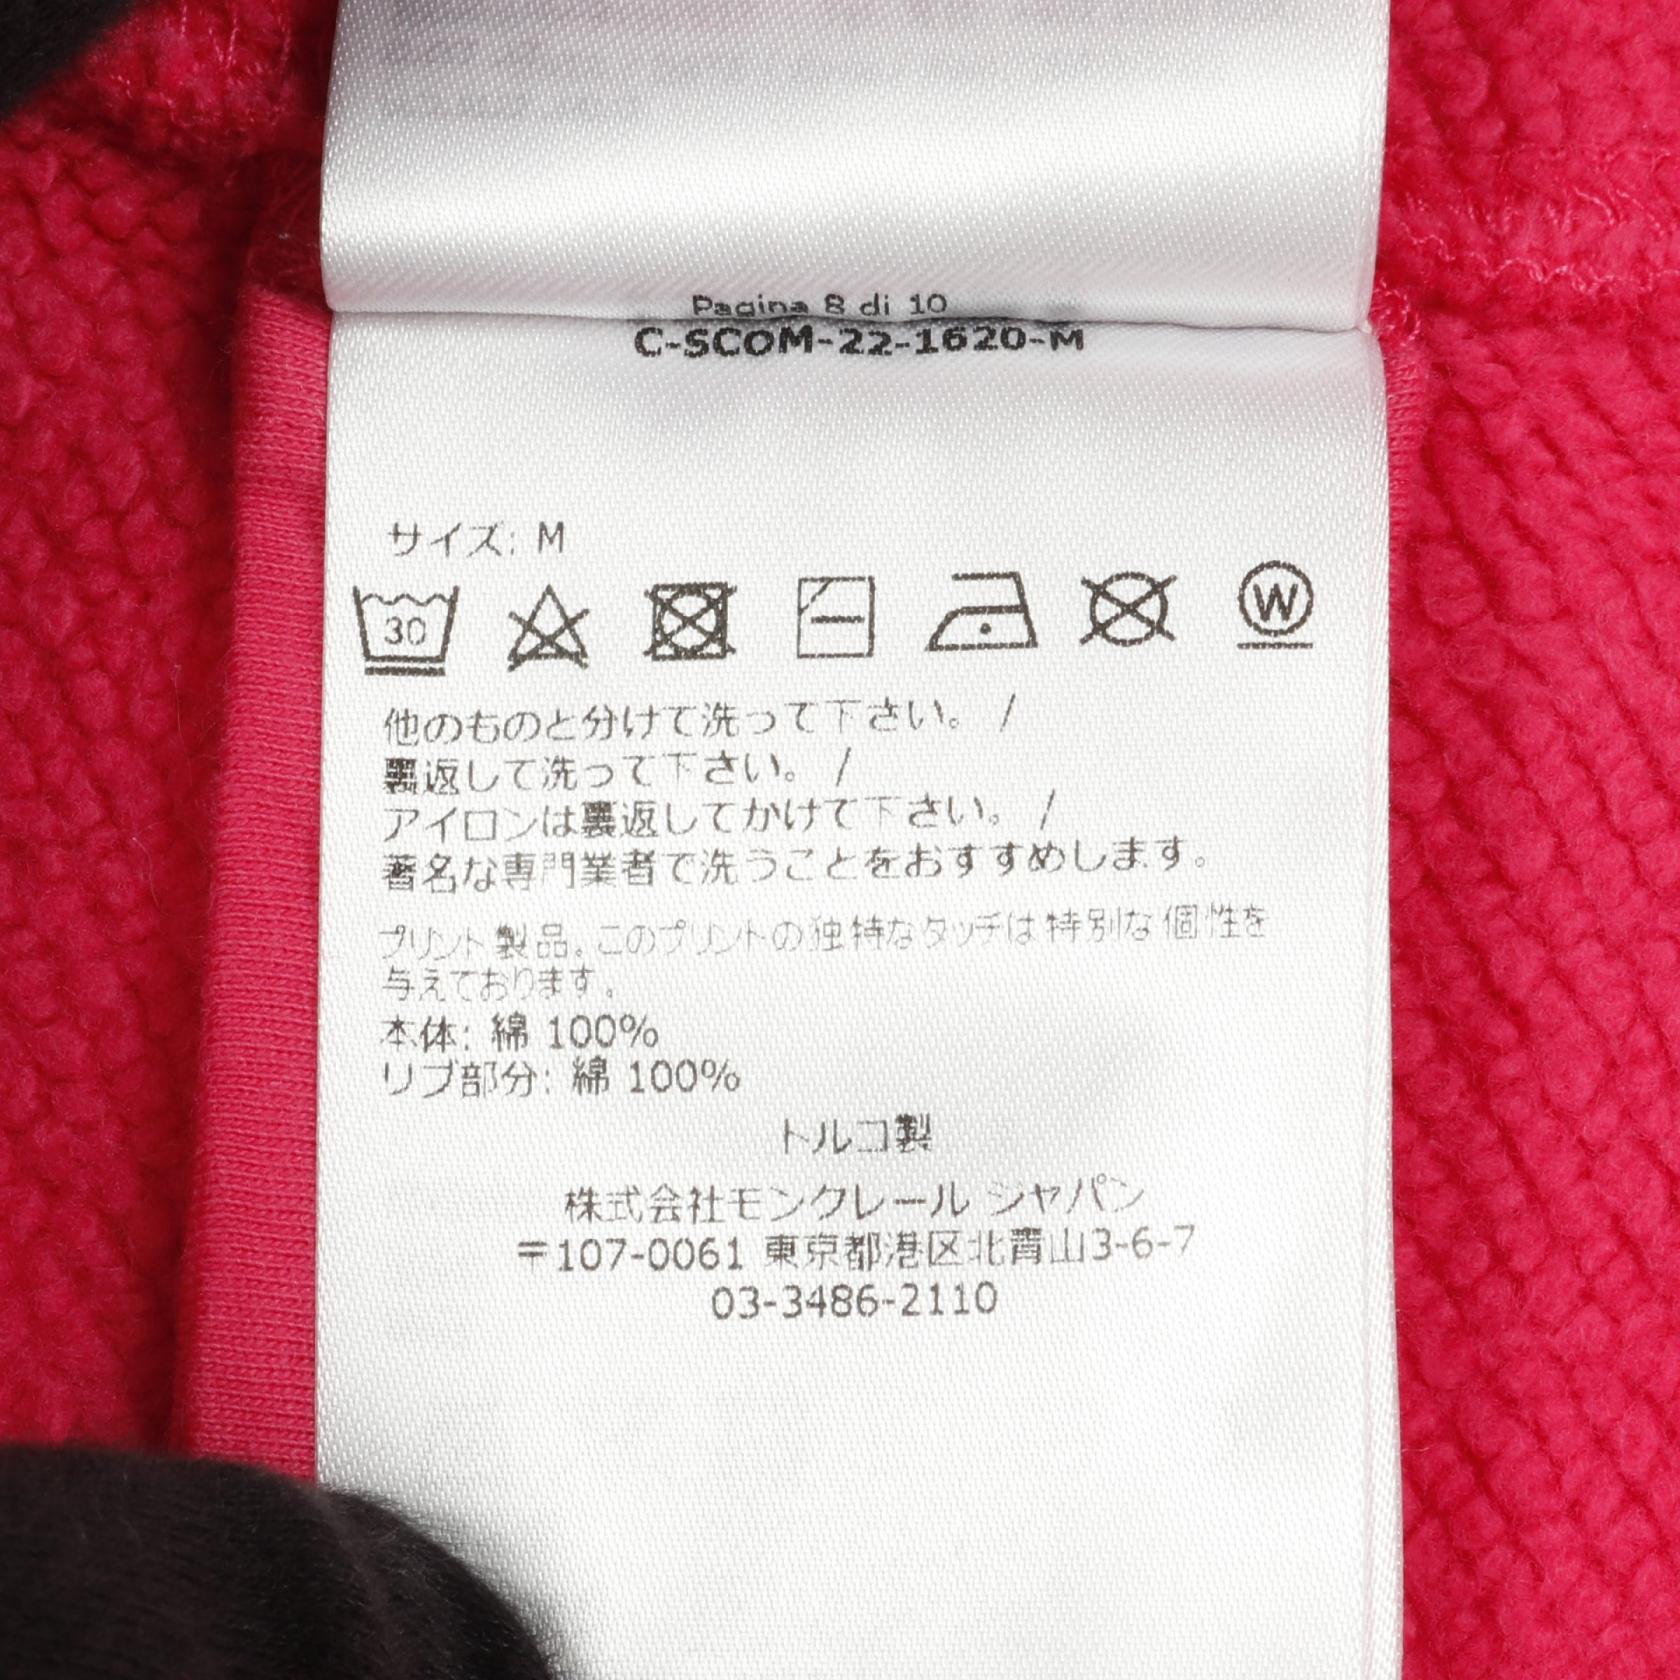 Pagina 8 di 10
C-SCOM-22-1620-M
サイズ: M
30
W
他のものと分けて洗って下さい。 /
裏返して洗って下さい。 /
アイロンは裏返してかけて下さい。 /
著名な専門業者で洗うことをおすすめします。
プリント製品。このプリントの独特なタッチは特別な個性を
与えております。
本体: 綿 100%
リブ部分: 綿 100%
トルコ製
株式会社モンクレール ジャパン
〒107-0061 東京都港区北青山3-6-7
03-3486-2110